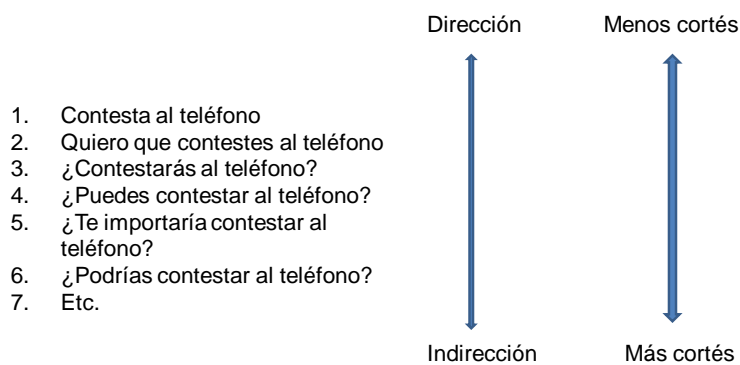 Dirección Menos cortés
1. Contesta al teléfono
2. Quiero que contestes al teléfono
3. ¿Contestarás al teléfono?
4. ¿Puedes contestar al teléfono?
5. ¿Te importaría contestar al
teléfono?
6. ¿Podrías contestar al teléfono?
7. Etc.
Indirección Más cortés